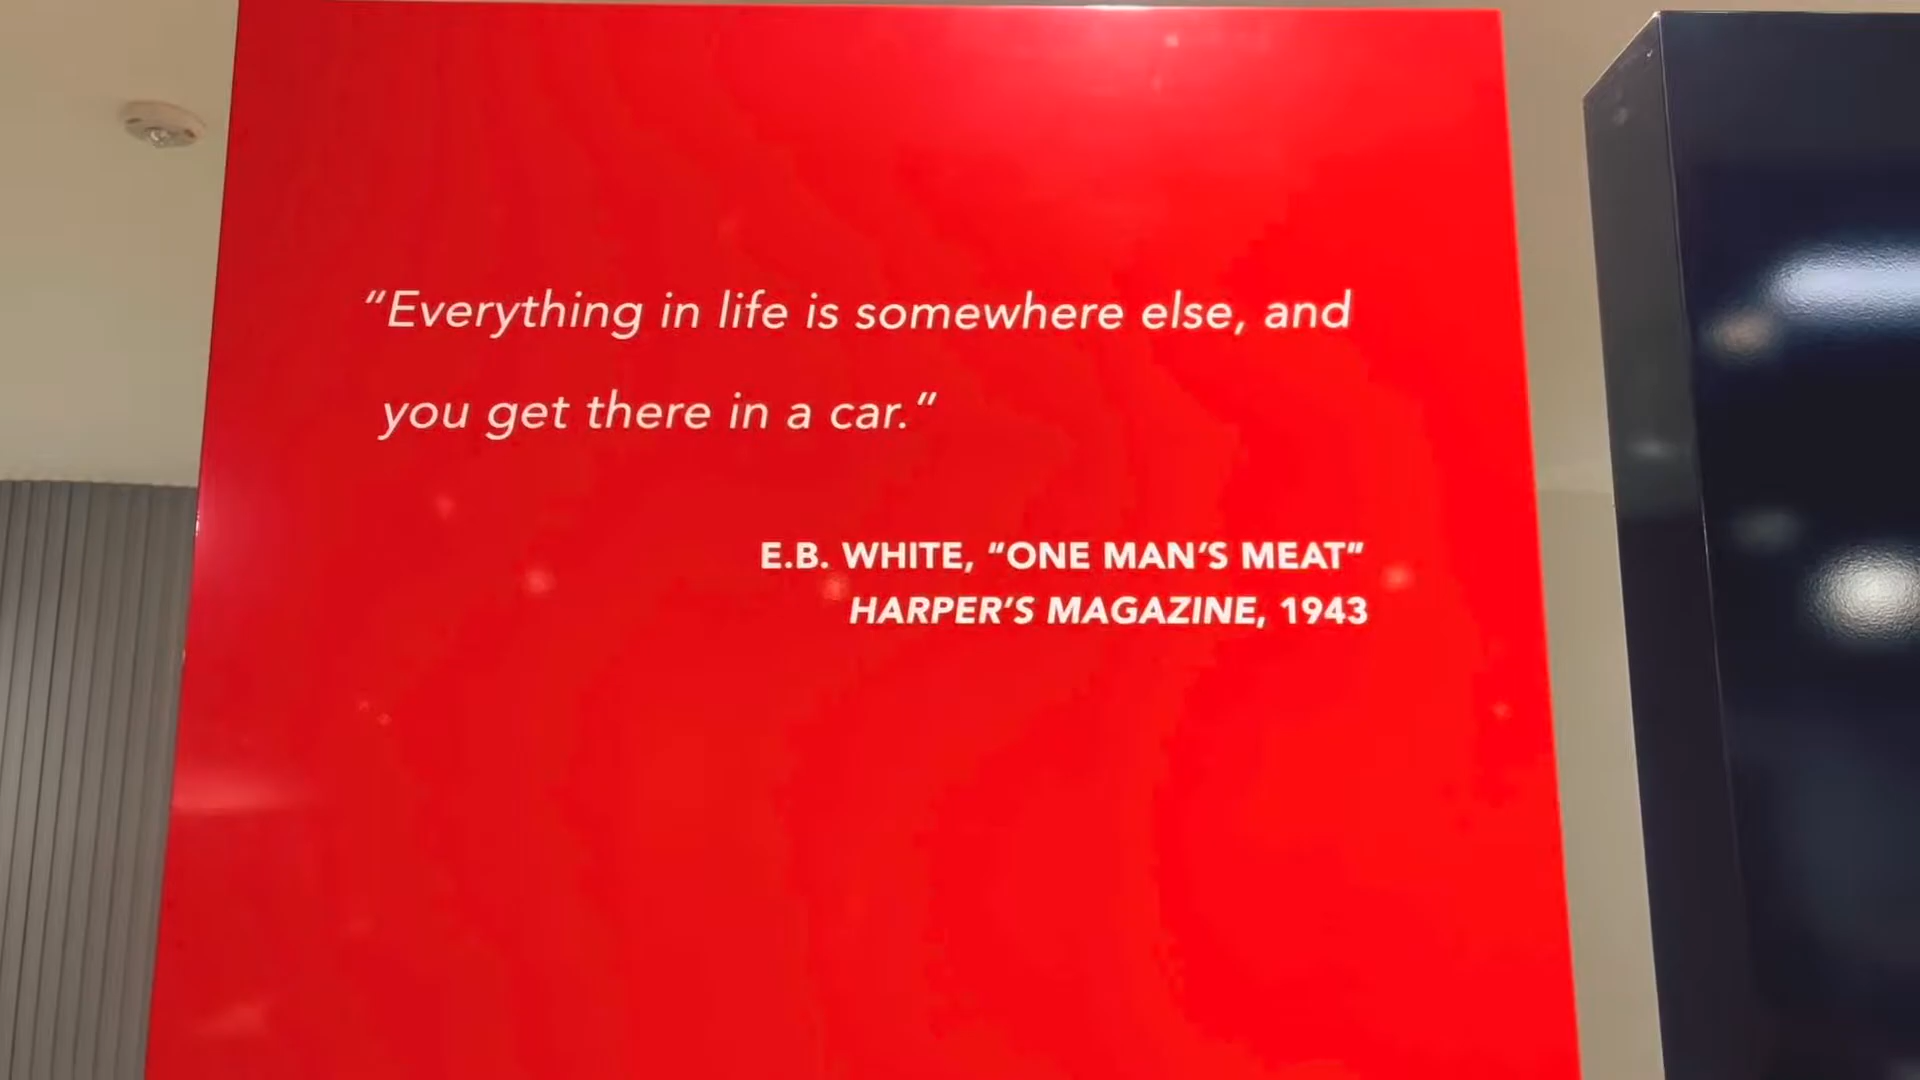 “Everything in life is somewhere else, and
you get there in a car.”
E.B. WHITE, “ONE MAN’S MEAT”
HARPER’S MAGAZINE, 1943